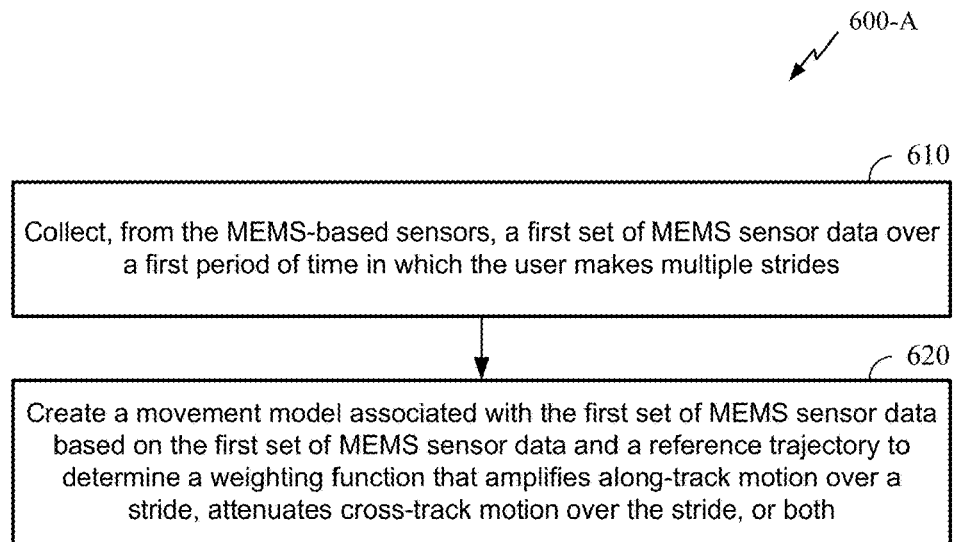 600-A
610
Collect, from the MEMS-based sensors, a first set of MEMS sensor data over
a first period of time in which the user makes multiple strides
620
Create a movement model associated with the first set of MEMS sensor data
based on the first set of MEMS sensor data and a reference trajectory to
determine a weighting function that amplifies along-track motion over a
stride, attenuates cross-track motion over the stride, or both